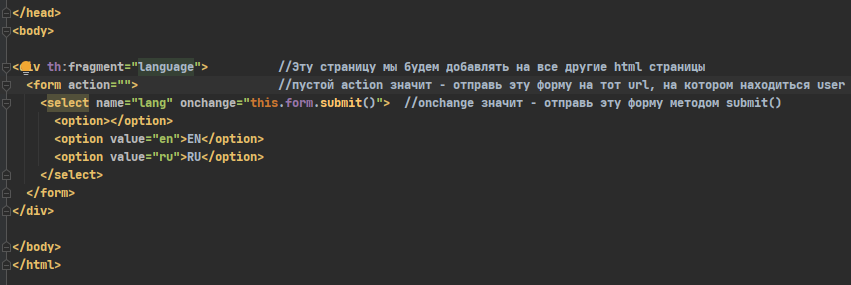 </head>
<body>
<div th:fragment="language"> //Эту страницу мы будем добавлять на все другие html страницы
<form action=""> //пустой action значит - отправь эту форму на тот url, на котором находиться user
<select name="lang" onchange="this.form.submit()"> //onchange значит - отправь эту форму методом submit()
<option></option>
<option value="en">EN</option>
<option value="ru">RU</option>
</select>
</form>
</div>
</body>
</html>